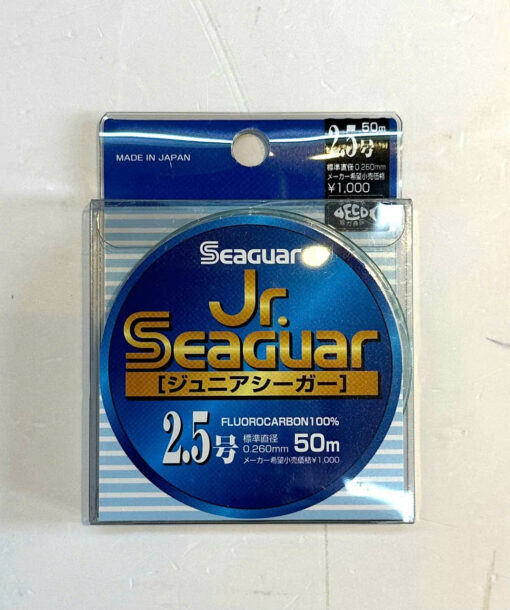 50m
2.5号
標準直径 0.260mm
メーカー希望小売価格
¥1,000
MADE IN JAPAN
DECO
Seaguar
Jr.
Seaguar
[ジュニアシーガー]
FLUOROCARBON100%
2.5号
標準直径
0.260mm
50m
メーカー希望小売価格¥1,000